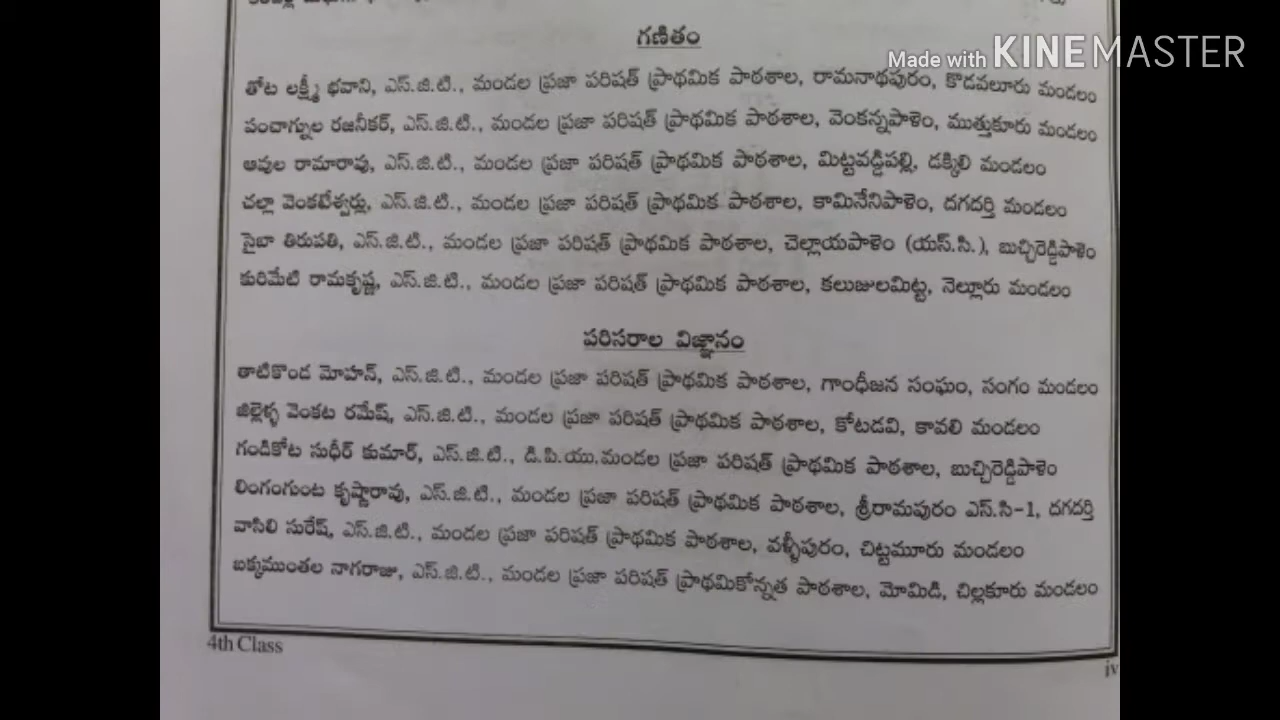 Made with KINEMASTER
గణితం
తోట లక్ష్మీ భవాని, ఎస్.జి.టి., మండల ప్రజా పరిషత్ ప్రాథమిక పాఠశాల, రామనాథపురం, కొడవలూరు మండలం
పంచాగ్నుల రజనీకర్, ఎస్.జి.టి., మండల ప్రజా పరిషత్ ప్రాథమిక పాఠశాల, వెంకన్నపాళెం, ముత్తుకూరు మండలం
ఆవుల రామారావు, ఎస్.జి.టి., మండల ప్రజా పరిషత్ ప్రాథమిక పాఠశాల, మిట్టవడ్డిపల్లి, డక్కిలి మండలం
చల్లా వెంకటేశ్వర్లు, ఎస్.జి.టి., మండల ప్రజా పరిషత్ ప్రాథమిక పాఠశాల, కామినేనిపాళెం, దగదర్తి మండలం
సైబా తిరుపతి, ఎస్.జి.టి., మండల ప్రజా పరిషత్ ప్రాథమిక పాఠశాల, చెల్లాయపాళెం (యస్.సి.), బుచ్చిరెడ్డిపాళెం
కురిమేటి రామకృష్ణ, ఎస్.జి.టి., మండల ప్రజా పరిషత్ ప్రాథమిక పాఠశాల, కలుజులమిట్ట, నెల్లూరు మండలం
పరిసరాల విజ్ఞానం
తాటికొండ మోహన్, ఎస్.జి.టి., మండల ప్రజా పరిషత్ ప్రాథమిక పాఠశాల, గాంధీజన సంఘం, సంగం మండలం
జిల్లెళ్ళ వెంకట రమేష్, ఎస్.జి.టి., మండల ప్రజా పరిషత్ ప్రాథమిక పాఠశాల, కోటడవి, కావలి మండలం
గండికోట సుధీర్ కుమార్, ఎస్.జి.టి., డి.పి.యు.మండల ప్రజా పరిషత్ ప్రాథమిక పాఠశాల, బుచ్చిరెడ్డిపాళెం
లింగంగుంట కృష్ణారావు, ఎస్.జి.టి., మండల ప్రజా పరిషత్ ప్రాథమిక పాఠశాల, శ్రీరామపురం ఎస్.సి-1, దగదర్తి
వాసిలి సురేష్, ఎస్.జి.టి., మండల ప్రజా పరిషత్ ప్రాథమిక పాఠశాల, వళ్ళీపురం, చిట్టమూరు మండలం
బక్కముంతల నాగరాజు, ఎస్.జి.టి., మండల ప్రజా పరిషత్ ప్రాథమికోన్నత పాఠశాల, మోమిడి, చిల్లకూరు మండలం
4th Class
iv